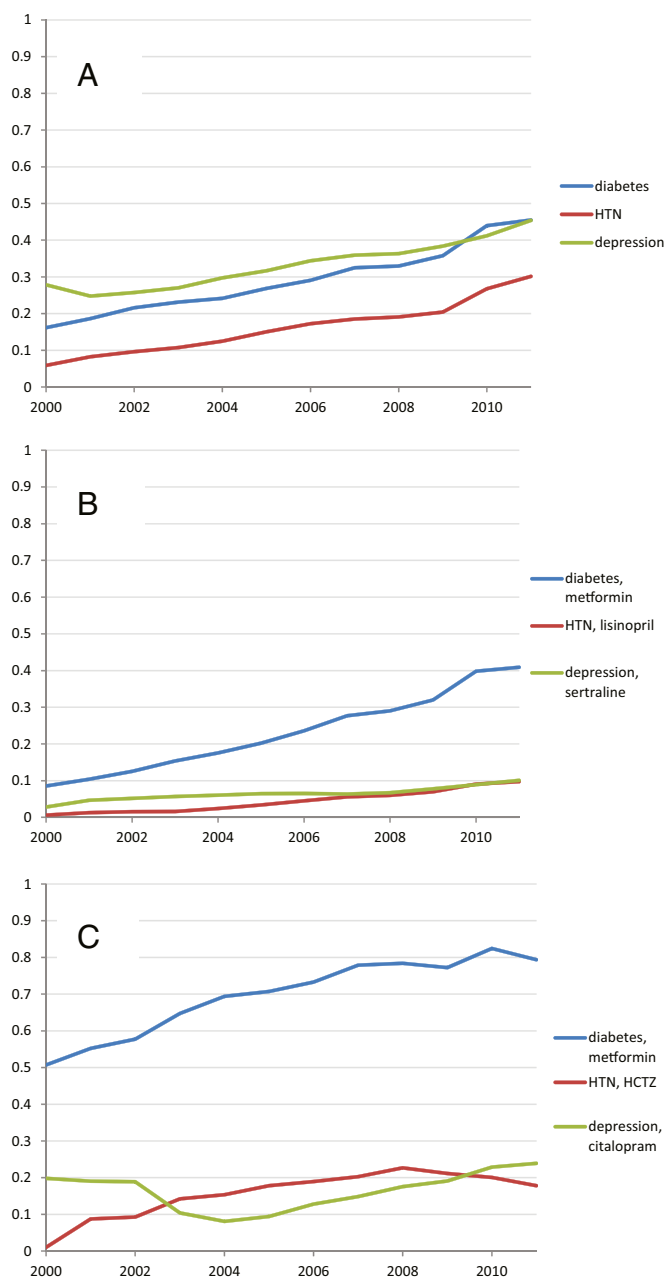 1
0.9
A
0.8
0.7
0.6
0.5
0.4
0.3
0.2
0.1
0
diabetes
HTN
depression
2000 2002 2004 2006 2008 2010
1
0.9
B
0.8
0.7
0.6
0.5
0.4
0.3
0.2
0.1
0
diabetes,
metformin
HTN, lisinopril
depression,
sertraline
2000 2002 2004 2006 2008 2010
1
0.9
C
0.8
0.7
0.6
0.5
0.4
0.3
0.2
0.1
0
diabetes,
metformin
HTN, HCTZ
depression,
citalopram
2000 2002 2004 2006 2008 2010